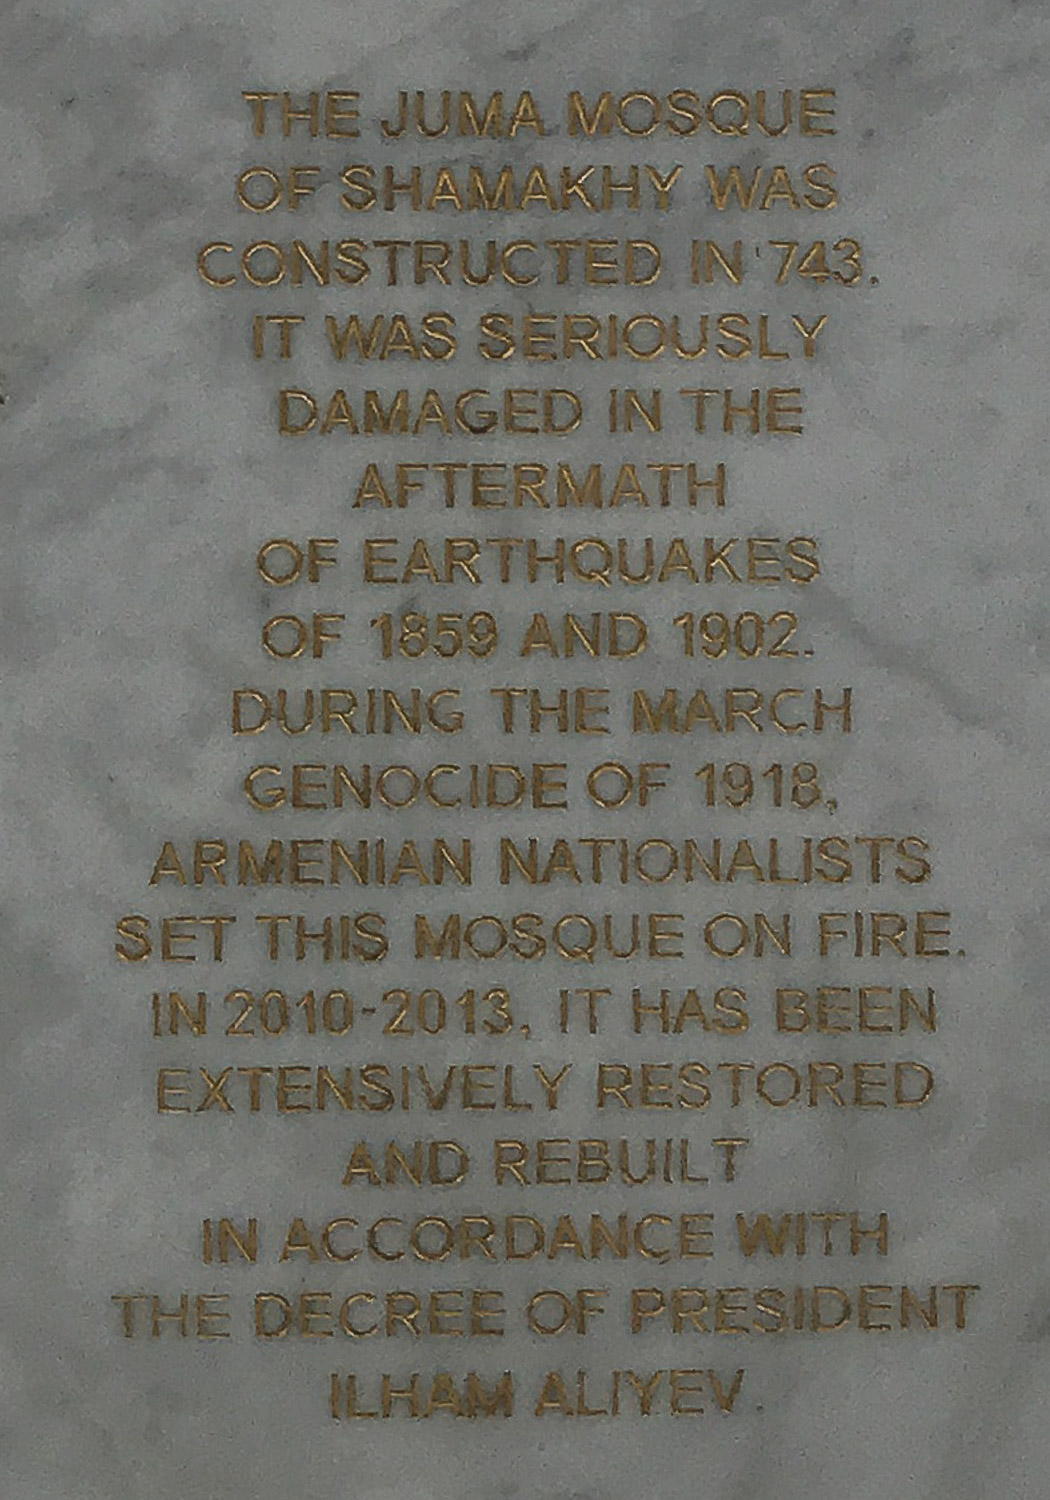 THE JUMA MOSQUE
OF SHAMAKHY WAS
CONSTRUCTED IN 743.
IT WAS SERIOUSLY
DAMAGED IN THE
AFTERMATH
OF EARTHQUAKES
OF 1859 AND 1902.
DURING THE MARCH
GENOCIDE OF 1918,
ARMENIAN NATIONALISTS
SET THIS MOSQUE ON FIRE.
IN 2010-2013, IT HAS BEEN
EXTENSIVELY RESTORED
AND REBUILT
IN ACCORDANCE WITH
THE DECREE OF PRESIDENT
ILHAM ALIYEV.